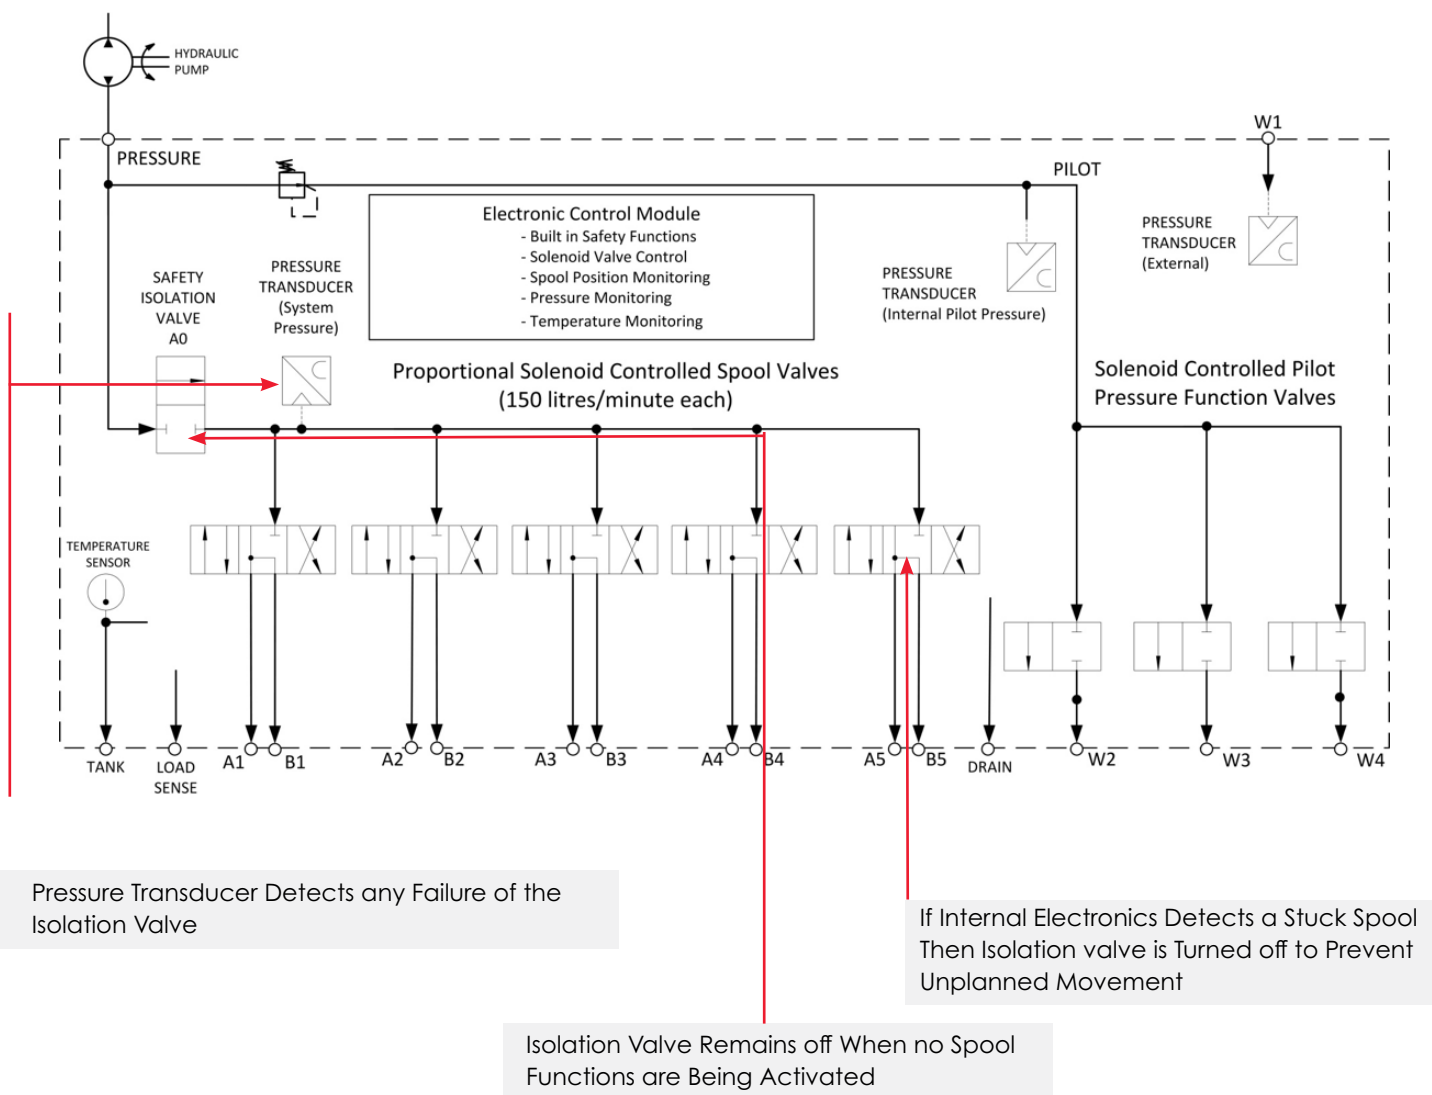 HYDRAULIC
PUMP
W1
PRESSURE
PILOT
Electronic Control Module
- Built in Safety Functions
- Solenoid Valve Control
- Spool Position Monitoring
- Pressure Monitoring
- Temperature Monitoring
PRESSURE
TRANSDUCER
(External)
SAFETY
ISOLATION
VALVE
A0
PRESSURE
TRANSDUCER
(System
Pressure)
PRESSURE
TRANSDUCER
(Internal Pilot Pressure)
Proportional Solenoid Controlled Spool Valves
(150 litres/minute each)
Solenoid Controlled Pilot
Pressure Function Valves
TEMPERATURE
SENSOR
TANK
LOAD
SENSE
A1
B1
A2
B2
A3
B3
A4
B4
A5
B5
DRAIN
W2
W3
W4
Pressure Transducer Detects any Failure of the
Isolation Valve
If Internal Electronics Detects a Stuck Spool
Then Isolation valve is Turned off to Prevent
Unplanned Movement
Isolation Valve Remains off When no Spool
Functions are Being Activated